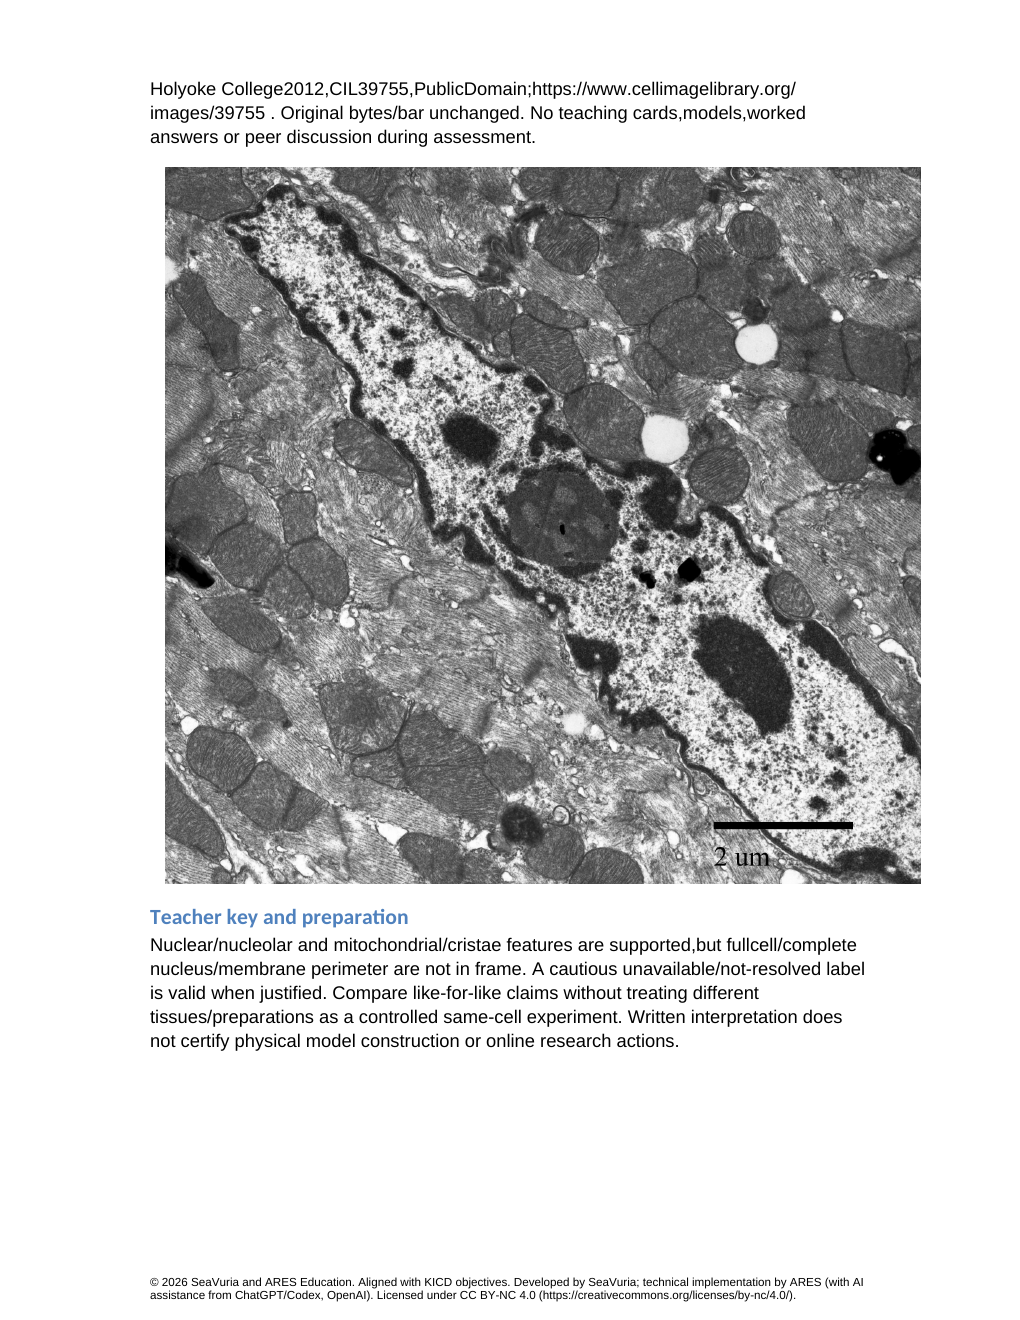 Holyoke College2012,CIL39755,PublicDomain;https://www.cellimagelibrary.org/
images/39755 . Original bytes/bar unchanged. No teaching cards,models,worked
answers or peer discussion during assessment.
2 um
Teacher key and preparation
Nuclear/nucleolar and mitochondrial/cristae features are supported,but fullcell/complete
nucleus/membrane perimeter are not in frame. A cautious unavailable/not-resolved label
is valid when justified. Compare like-for-like claims without treating different
tissues/preparations as a controlled same-cell experiment. Written interpretation does
not certify physical model construction or online research actions.
© 2026 SeaVuria and ARES Education. Aligned with KICD objectives. Developed by SeaVuria; technical implementation by ARES (with AI
assistance from ChatGPT/Codex, OpenAI). Licensed under CC BY-NC 4.0 (https://creativecommons.org/licenses/by-nc/4.0/).